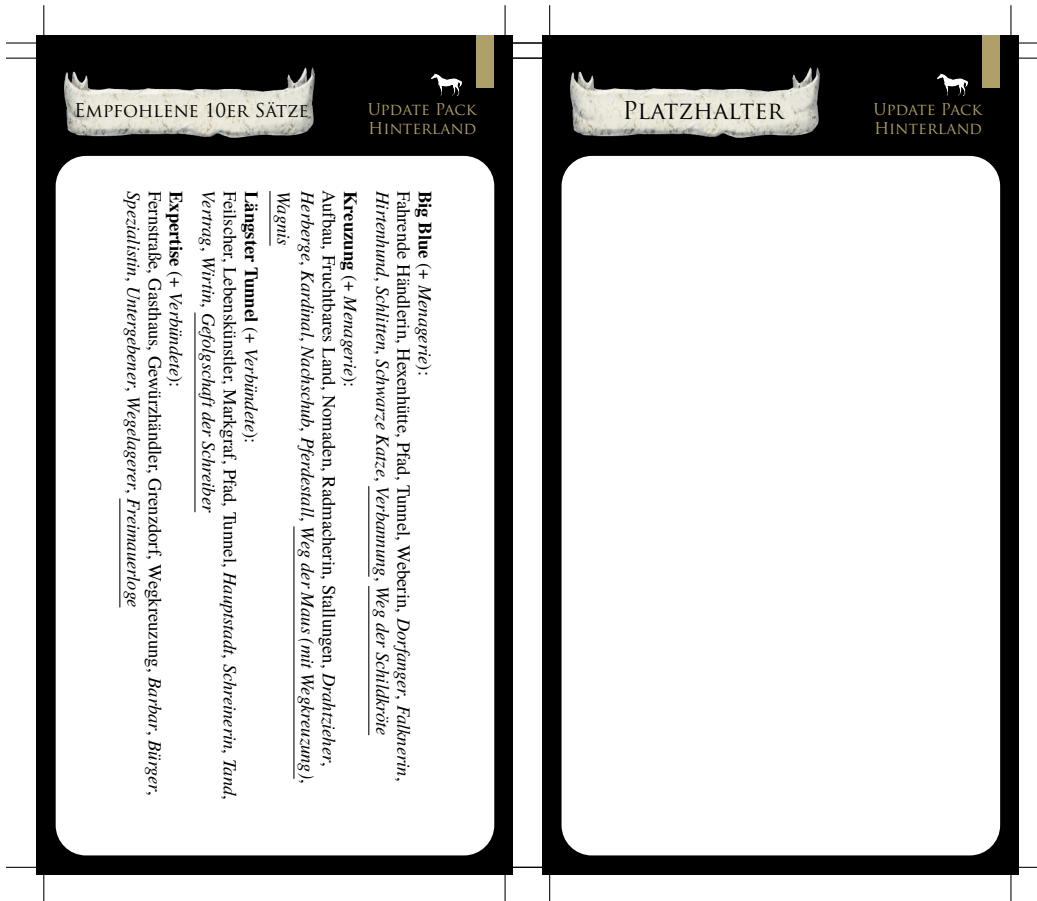 EMPFOHLENE 10ER SÄTZE
UPDATE PACK
HINTERLAND
Big Blue (+ Menagerie):
Fahrende Händlerin, Hexenhütte, Pfad, Tunnel, Weberin, Dorfanger, Falknerin,
Hirtenhund, Schlitten, Schwarze Katze, Verbannung, Weg der Schildkröte
Kreuzung (+ Menagerie):
Aufbau, Fruchtbares Land, Nomaden, Radmacherin, Stallungen, Drahtzieher,
Herberge, Kardinal, Nachschub, Pferdestall, Weg der Maus (mit Wegkreuzung),
Wagnis
Längster Tunnel (+ Verbündete):
Feilscher, Lebenskünstler, Markgraf, Pfad, Tunnel, Hauptstadt, Schreinerin, Tand,
Vertrag, Wirtin, Gefolgschaft der Schreiber
Expertise (+ Verbündete):
Fernstraße, Gasthaus, Gewürzhändler, Grenzdorf, Wegkreuzung, Barbar, Bürger,
Spezialistin, Untergebener, Wegelagerer, Freimauerloge
PLATZHALTER
UPDATE PACK
HINTERLAND